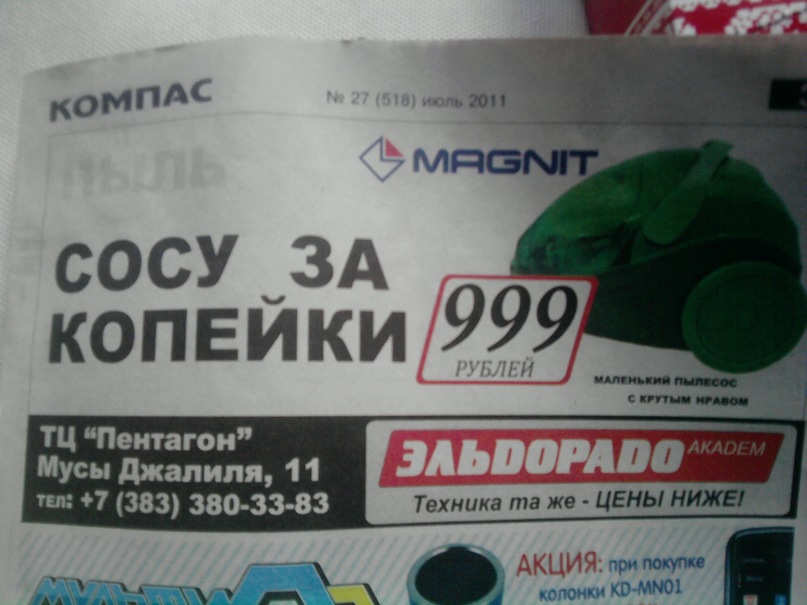 КОМПАС
№ 27 (518) июль 2011
ПЫЛЬ
MAGNIT
СОСУ ЗА
КОПЕЙКИ
999
РУБЛЕЙ
МАЛЕНЬКИЙ ПЫЛЕСОС
С КРУТЫМ НРАВОМ
ТЦ “Пентагон”
Мусы Джалиля, 11
тел: +7 (383) 380-33-83
ЭЛЬDОРАDО AKADEM
Техника та же - ЦЕНЫ НИЖЕ!
МУЛЬТИ
АКЦИЯ: при покупке
колонки KD-MN01